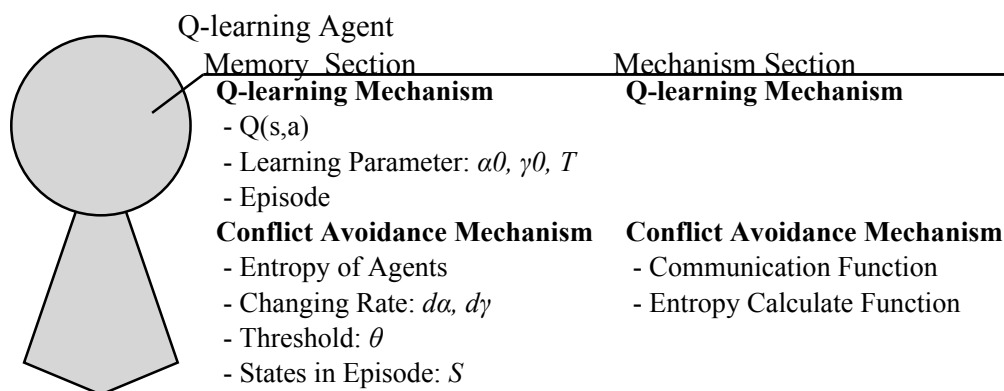 Q-learning Agent
Memory Section Mechanism Section
Q-learning Mechanism Q-learning Mechanism
- Q(s,a)
- Learning Parameter: α0, γ0, T
- Episode
Conflict Avoidance Mechanism Conflict Avoidance Mechanism
- Entropy of Agents - Communication Function
- Changing Rate: dα, dγ - Entropy Calculate Function
- Threshold: θ
- States in Episode: S